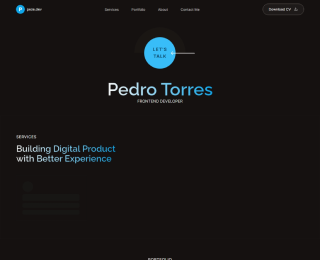 P pace.dev
Services
Portfolio
About
Contact me
Download CV
LET'S
TALK
Pedro Torres
FRONTEND DEVELOPER
SERVICES
Building Digital Product
with Better Experience
PORTFOLIO